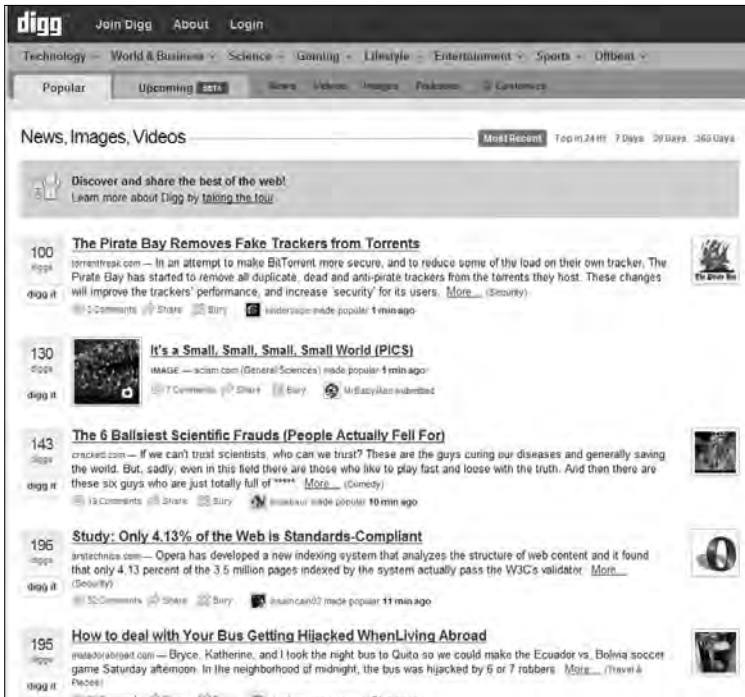 digg Join Digg About Login
Technology World & Business Science Gaming Lifestyle Entertainment Sports Offbeat
Popular Upcoming BETA News Videos Images Podcasts Customize
News, Images, Videos Most Recent Top in 24 Hr 7 Days 30 Days 365 Days
Discover and share the best of the web!
Learn more about Digg by taking the tour.
100
diggs
digg it
The Pirate Bay Removes Fake Trackers from Torrents
torrentfreak.com — In an attempt to make BitTorrent more secure, and to reduce some of the load on their own tracker, The
Pirate Bay has started to remove all duplicate, dead and anti-pirate trackers from the torrents they host. These changes
will improve the trackers' performance, and increase 'security' for its users. More... (Security)
Comments Share Bury made popular 1 min ago
The Pirate Bay
130
diggs
digg it
It's a Small, Small, Small, Small World (PICS)
IMAGE — sciam.com (General Sciences) made popular 1 min ago
7 Comments Share Bury MrBabyMan submitted
143
diggs
digg it
The 6 Ballsiest Scientific Frauds (People Actually Fell For)
cracked.com — If we can't trust scientists, who can we trust? These are the guys curing our diseases and generally saving
the world. But, sadly, even in this field there are those who like to play fast and loose with the truth. And then there are
these six guys who are just totally full of *****. More... (Comedy)
Comments Share Bury made popular 10 min ago
196
diggs
digg it
Study: Only 4.13% of the Web is Standards-Compliant
arstechnica.com — Opera has developed a new indexing system that analyzes the structure of web content and it found
that only 4.13 percent of the 3.5 million pages indexed by the system actually pass the W3C's validator. More...
(Security)
Comments Share Bury made popular 11 min ago
195
diggs
digg it
How to deal with Your Bus Getting Hijacked WhenLiving Abroad
matadorabroad.com — Bryce, Katherine, and I took the night bus to Quito so we could make the Ecuador vs. Bolivia soccer
game Saturday afternoon. In the neighborhood of midnight, the bus was hijacked by 6 or 7 robbers. More... (Travel &
Places)